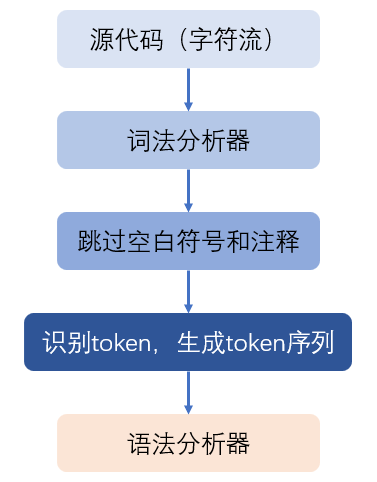 源代码（字符流）
词法分析器
跳过空白符号和注释
识别token，生成token序列
语法分析器